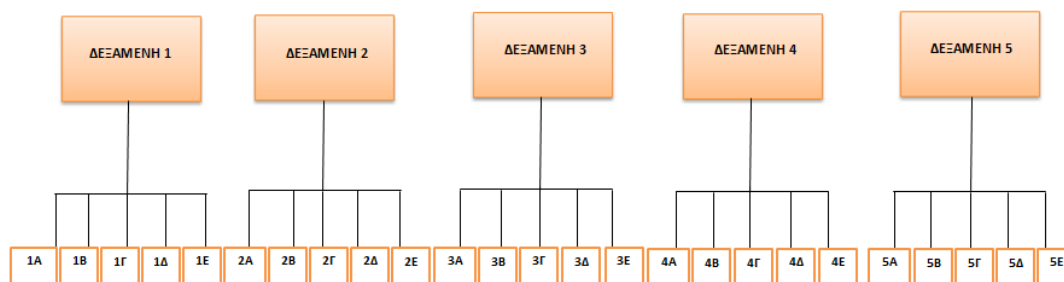 ΔΕΞΑΜΕΝΗ 1
ΔΕΞΑΜΕΝΗ 2
ΔΕΞΑΜΕΝΗ 3
ΔΕΞΑΜΕΝΗ 4
ΔΕΞΑΜΕΝΗ 5
1Α 1Β 1Γ 1Δ 1Ε 2Α 2Β 2Γ 2Δ 2Ε 3Α 3Β 3Γ 3Δ 3Ε 4Α 4Β 4Γ 4Δ 4Ε 5Α 5Β 5Γ 5Δ 5Ε